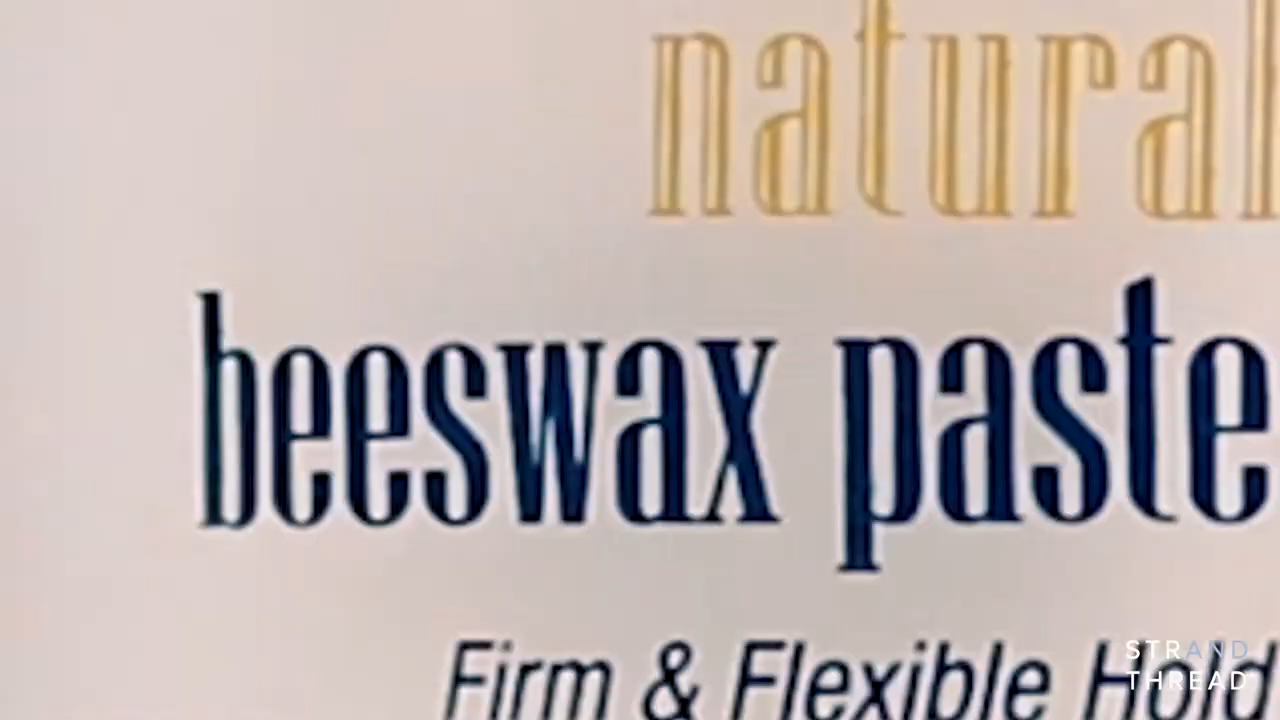 natural
beeswax paste
Firm & Flexible Hold
STRAND
THREAD